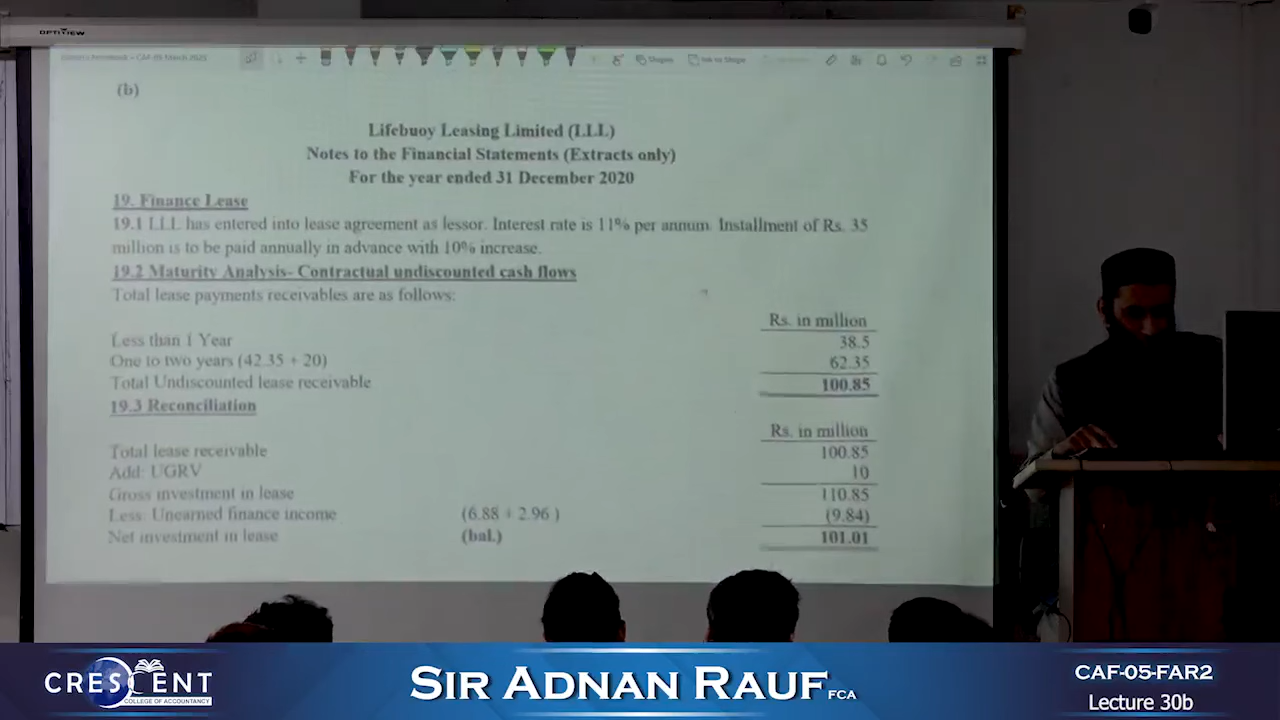 OPTIVIEW
Shapes
Ink to Shape
(b)
Lifebuoy Leasing Limited (LLL)
Notes to the Financial Statements (Extracts only)
For the year ended 31 December 2020
19. Finance Lease
19.1 LLL has entered into lease agreement as lessor. Interest rate is 11% per annum. Installment of Rs. 35
million is to be paid annually in advance with 10% increase.
19.2 Maturity Analysis- Contractual undiscounted cash flows
Total lease payments receivables are as follows:
Rs. in million
Less than 1 Year 38.5
One to two years (42.35 + 20) 62.35
Total Undiscounted lease receivable 100.85
19.3 Reconciliation
Rs. in million
Total lease receivable 100.85
Add: UGRV 10
Gross investment in lease 110.85
Less: Unearned finance income (6.88 + 2.96 ) (9.84)
Net investment in lease (bal.) 101.01
CRESCENT
COLLEGE OF ACCOUNTANCY
SIR ADNAN RAUF FCA
CAF-05-FAR2
Lecture 30b